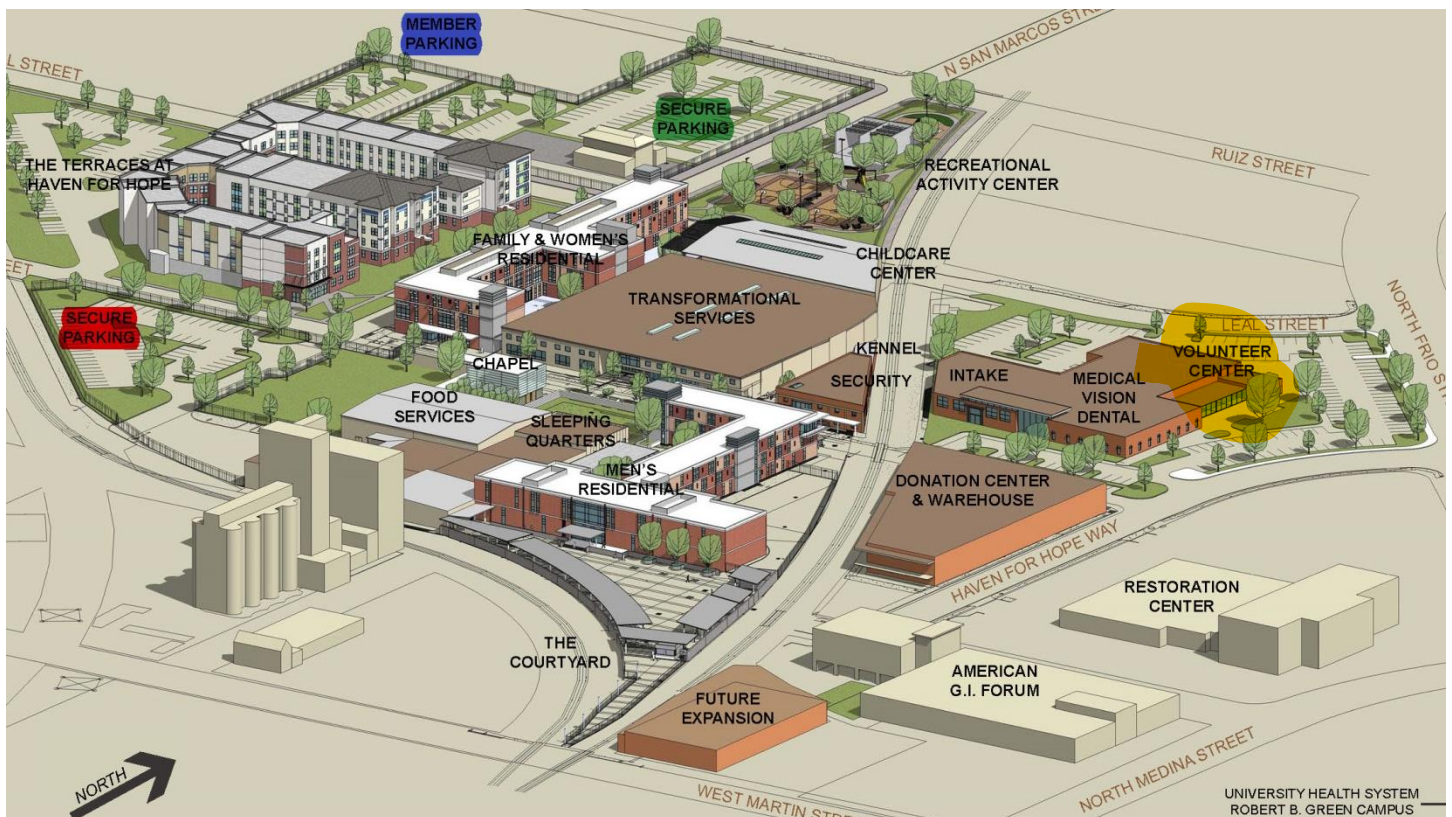 MEMBER
PARKING
N SAN MARCOS STRE
L STREET
SECURE
PARKING
RUIZ STREET
THE TERRACES AT
HAVEN FOR HOPE
RECREATIONAL
ACTIVITY CENTER
FAMILY & WOMEN'S
RESIDENTIAL
CHILDCARE
CENTER
EET
TRANSFORMATIONAL
SERVICES
SECURE
PARKING
LEAL STREET
NORTH FRIO S
KENNEL
VOLUNTEER
CENTER
CHAPEL
SECURITY
INTAKE
MEDICAL
VISION
DENTAL
FOOD
SERVICES
SLEEPING
QUARTERS
MEN'S
RESIDENTIAL
DONATION CENTER
& WAREHOUSE
HAVEN FOR HOPE WAY
RESTORATION
CENTER
THE
COURTYARD
AMERICAN
G.I. FORUM
FUTURE
EXPANSION
NORTH MEDINA STREET
NORTH
WEST MARTIN STRE
UNIVERSITY HEALTH SYSTEM
ROBERT B. GREEN CAMPUS